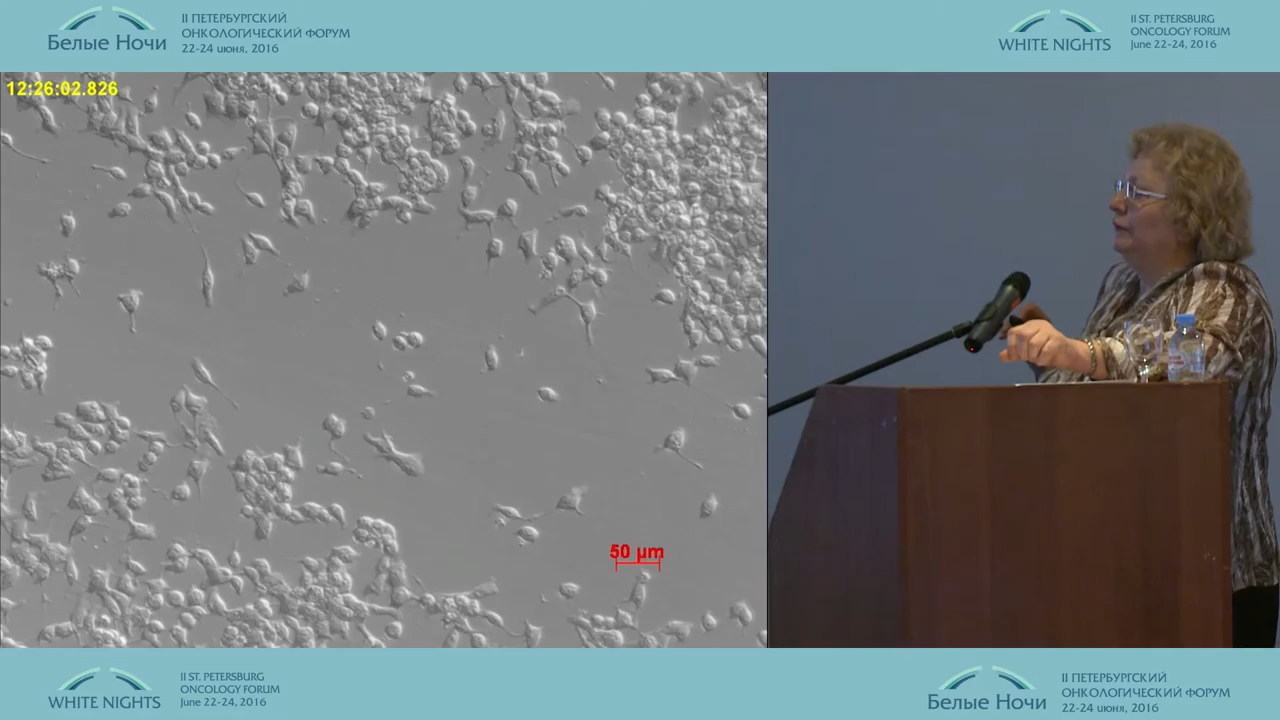 Белые Ночи
II ПЕТЕРБУРГСКИЙ
ОНКОЛОГИЧЕСКИЙ ФОРУМ
22-24 июня, 2016
WHITE NIGHTS
II ST. PETERSBURG
ONCOLOGY FORUM
June 22-24, 2016
12:26:02.826
50 µm
WHITE NIGHTS
II ST. PETERSBURG
ONCOLOGY FORUM
June 22-24, 2016
Белые Ночи
II ПЕТЕРБУРГСКИЙ
ОНКОЛОГИЧЕСКИЙ ФОРУМ
22-24 июня, 2016